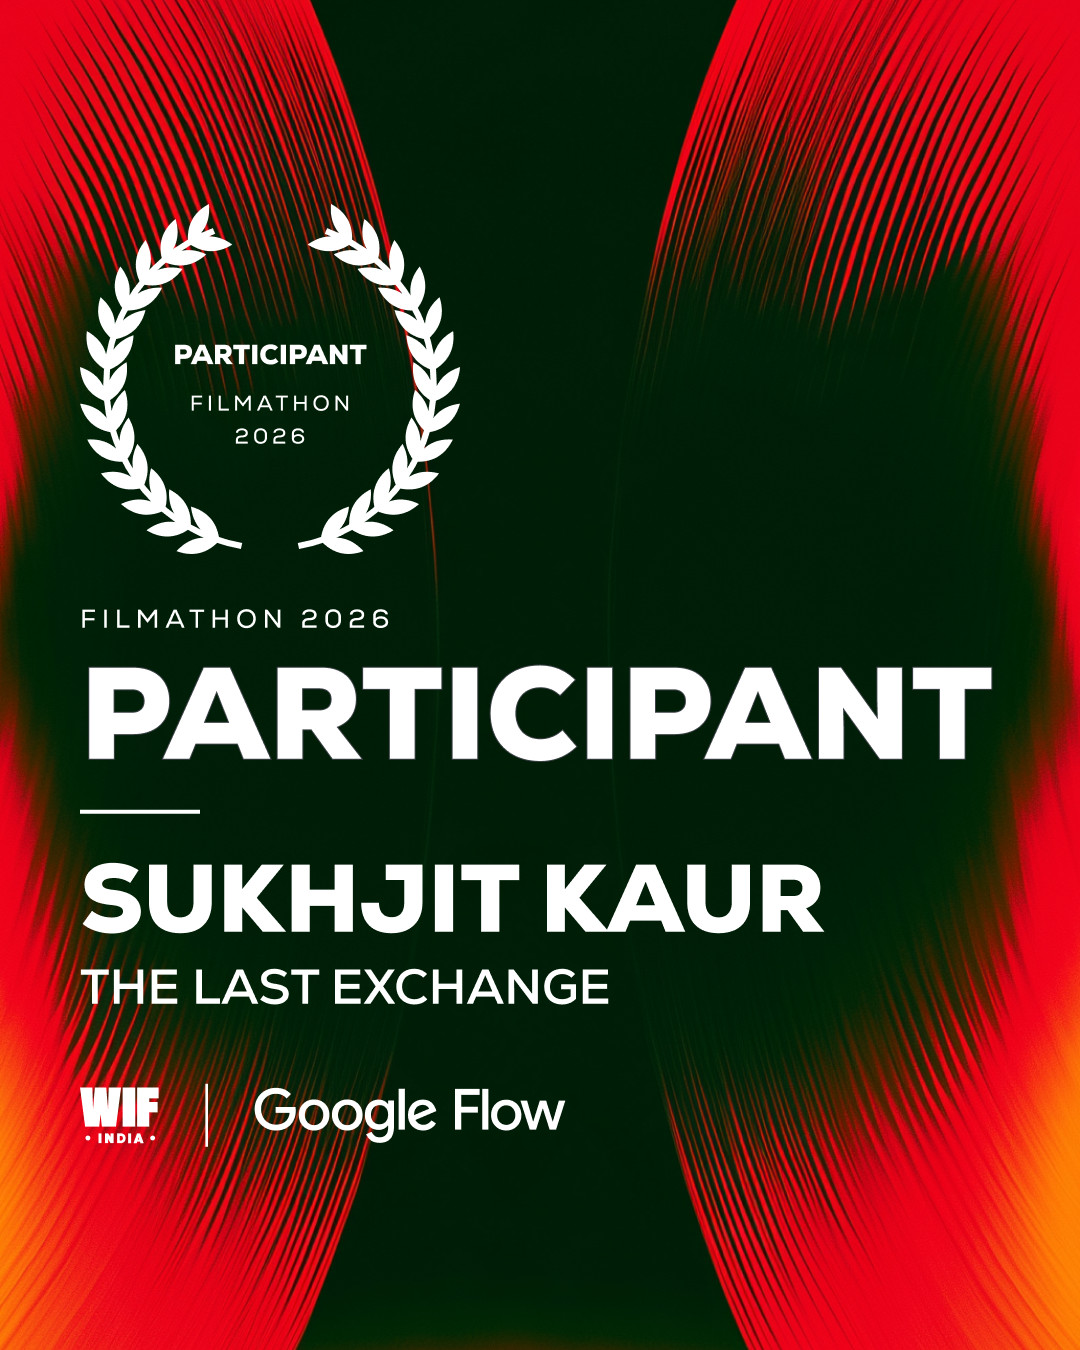 PARTICIPANT
FILMATHON
2026
FILMATHON 2026
PARTICIPANT
SUKHJIT KAUR
THE LAST EXCHANGE
WIF
• INDIA •
Google Flow